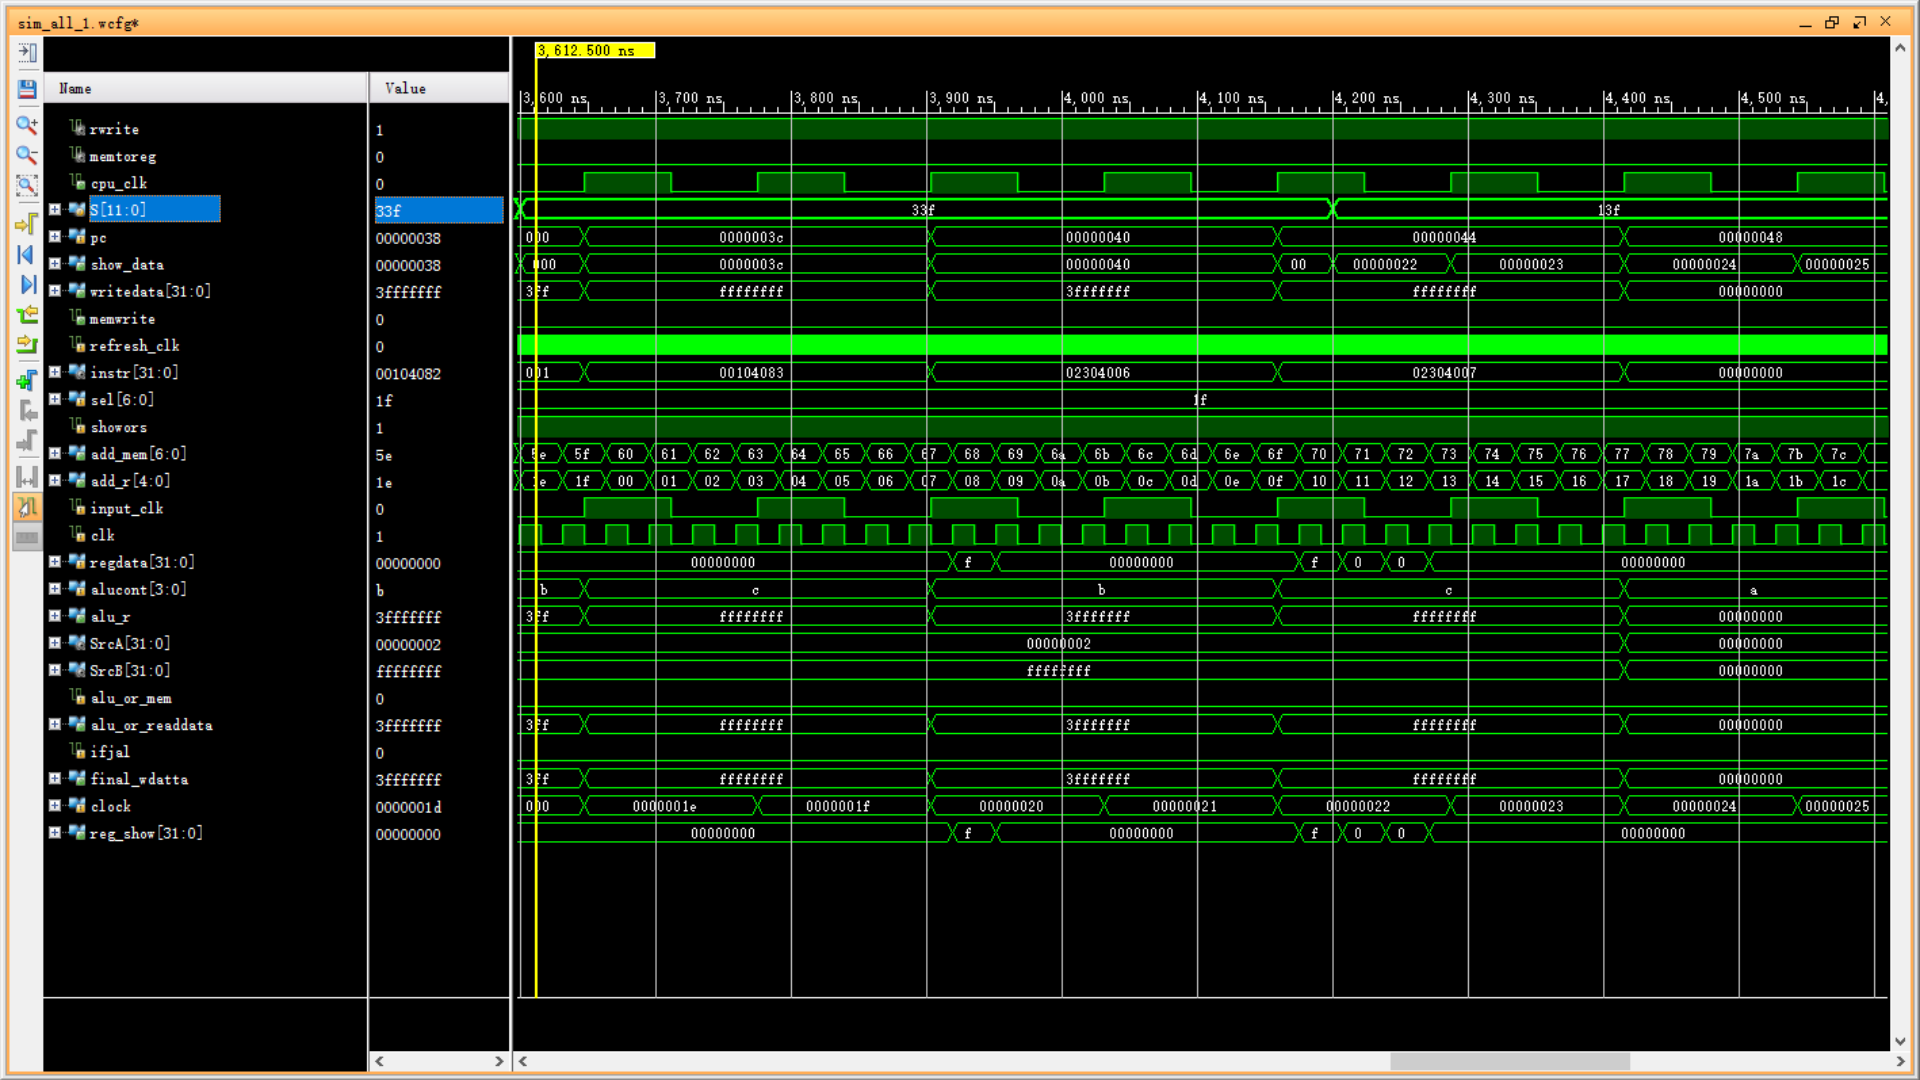 sim_all_1.wcfg*
3,612.500 ns
Name Value
3,600 ns 3,700 ns 3,800 ns 3,900 ns 4,000 ns 4,100 ns 4,200 ns 4,300 ns 4,400 ns 4,500 ns 4,
rwrite 1
memtoreg 0
cpu_clk 0
S[11:0] 33f 33f 13f
pc 00000038 000 0000003c 00000040 00000044 00000048
show_data 00000038 000 0000003c 00000040 00 00000022 00000023 00000024 00000025
writedata[31:0] 3fffffff 3ff ffffffff 3fffffff ffffffff 00000000
memwrite 0
refresh_clk 0
instr[31:0] 00104082 001 00104083 02304006 02304007 00000000
sel[6:0] 1f 1f
showors 1
add_mem[6:0] 5e 5e 5f 60 61 62 63 64 65 66 67 68 69 6a 6b 6c 6d 6e 6f 70 71 72 73 74 75 76 77 78 79 7a 7b 7c
add_r[4:0] 1e 1e 1f 00 01 02 03 04 05 06 07 08 09 0a 0b 0c 0d 0e 0f 10 11 12 13 14 15 16 17 18 19 1a 1b 1c
input_clk 0
clk 1
regdata[31:0] 00000000 00000000 f 00000000 f 0 0 00000000
alucont[3:0] b b c b c a
alu_r 3fffffff 3ff ffffffff 3fffffff ffffffff 00000000
SrcA[31:0] 00000002 00000002 00000000
SrcB[31:0] ffffffff ffffffff 00000000
alu_or_mem 0
alu_or_readdata 3fffffff 3ff ffffffff 3fffffff ffffffff 00000000
ifjal 0
final_wdatta 3fffffff 3ff ffffffff 3fffffff ffffffff 00000000
clock 0000001d 000 0000001e 0000001f 00000020 00000021 00000022 00000023 00000024 00000025
reg_show[31:0] 00000000 00000000 f 00000000 f 0 0 00000000